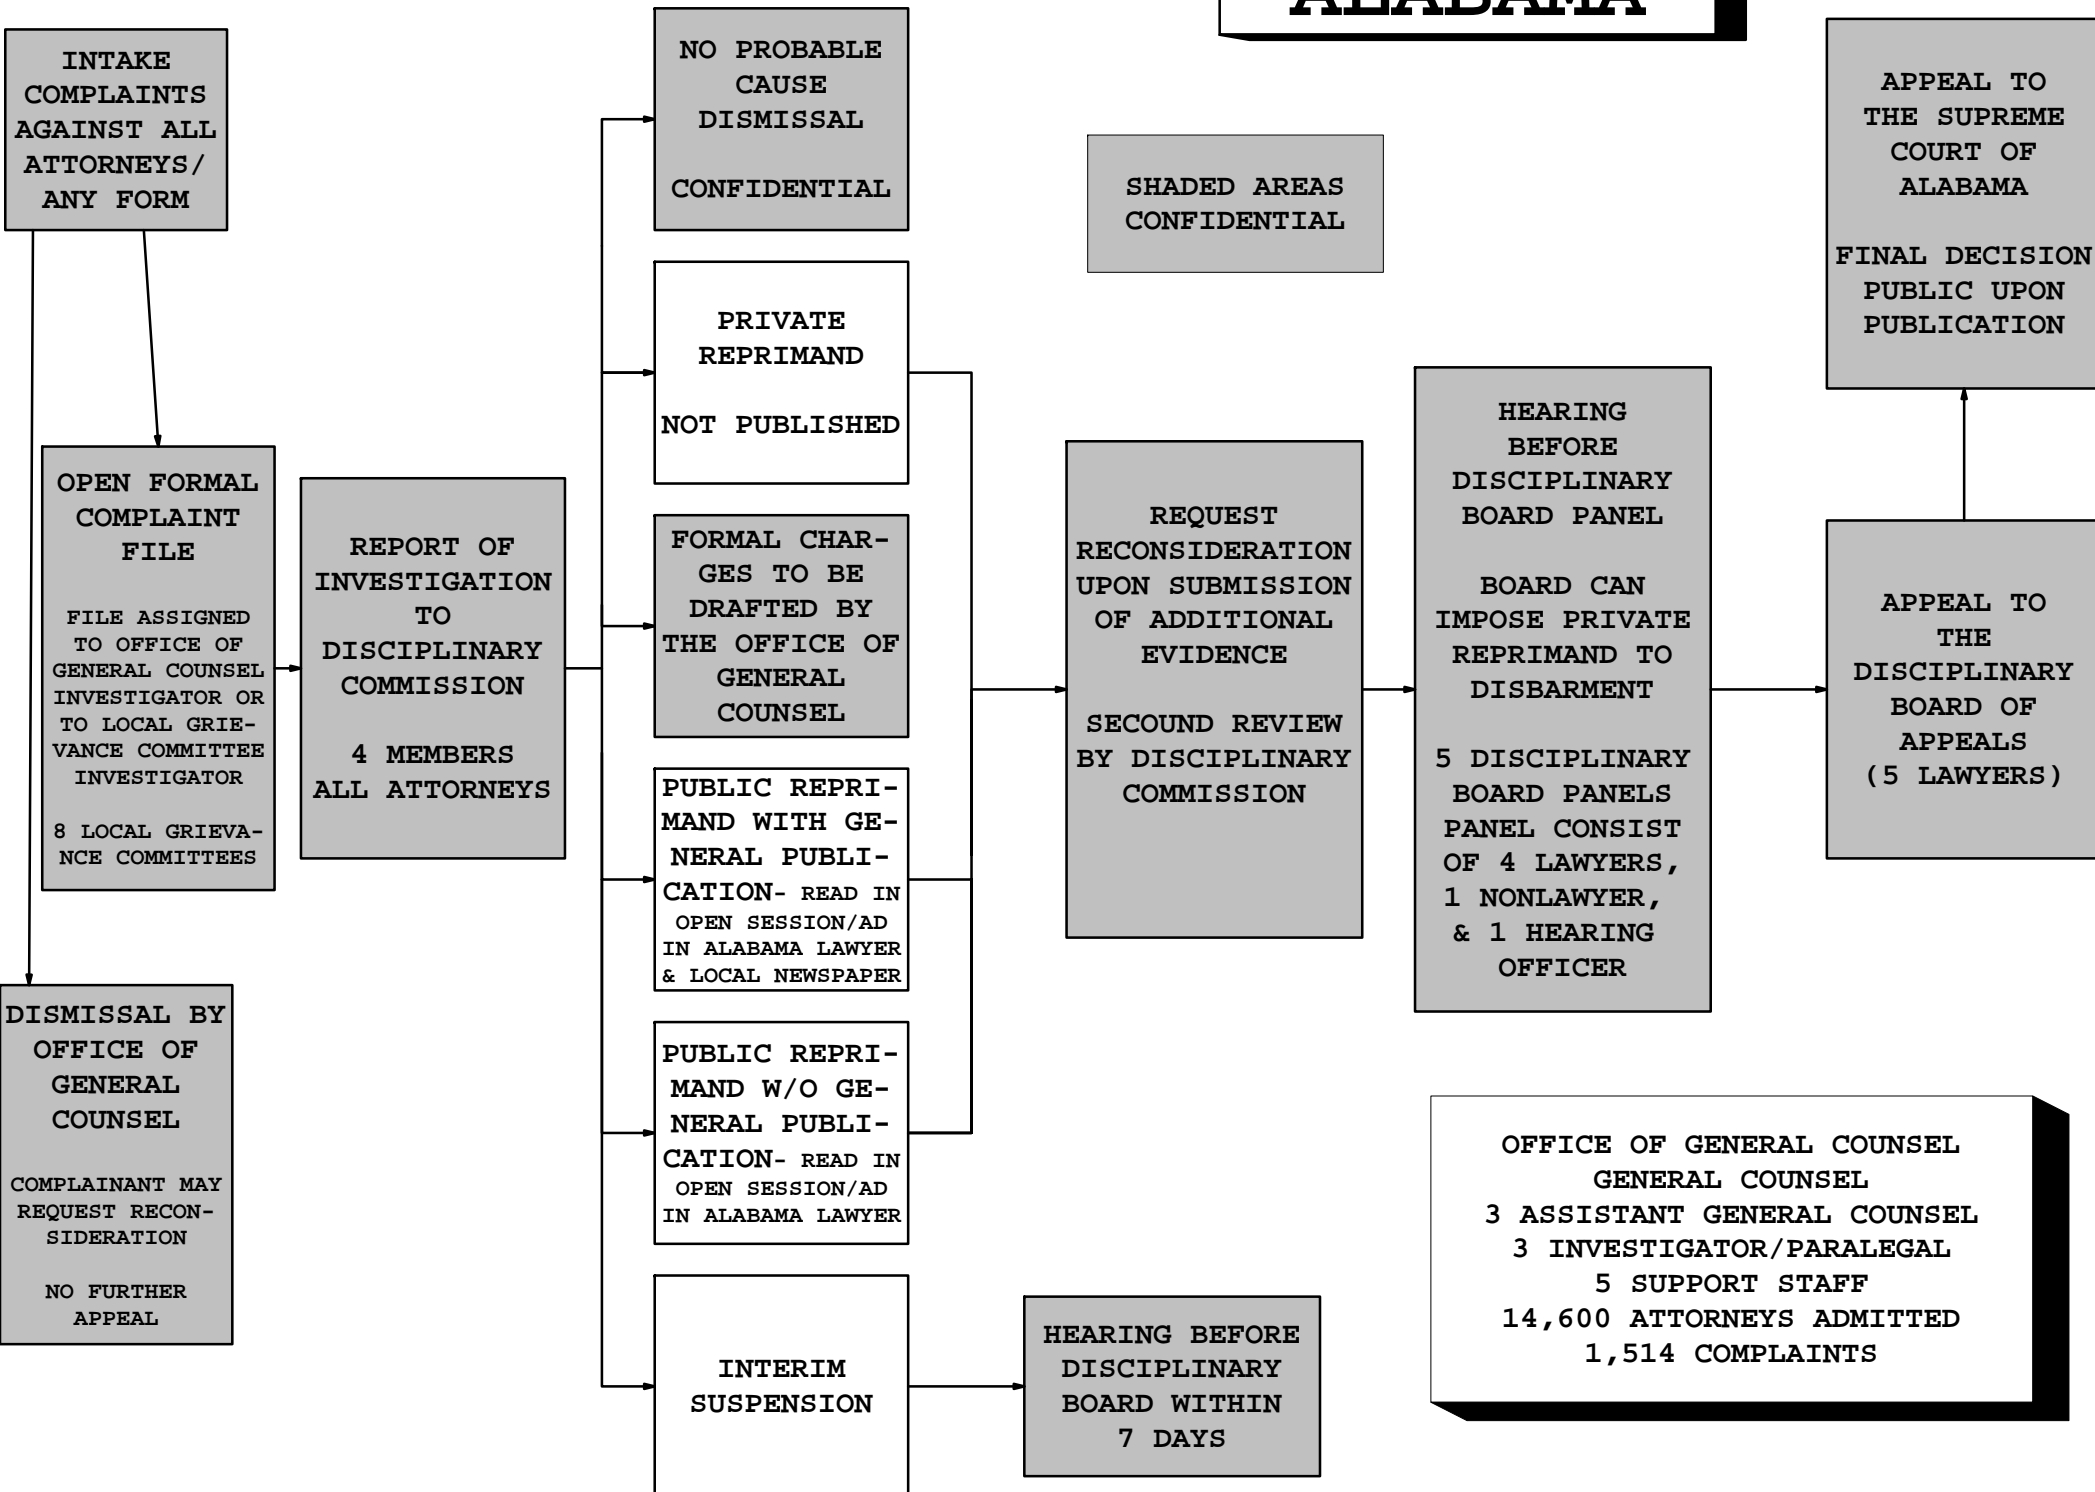 ALABAMA
INTAKE
COMPLAINTS
AGAINST ALL
ATTORNEYS/
ANY FORM
OPEN FORMAL
COMPLAINT
FILE
FILE ASSIGNED
TO OFFICE OF
GENERAL COUNSEL
INVESTIGATOR OR
TO LOCAL GRIE-
VANCE COMMITTEE
INVESTIGATOR
8 LOCAL GRIEVA-
NCE COMMITTEES
DISMISSAL BY
OFFICE OF
GENERAL
COUNSEL
COMPLAINANT MAY
REQUEST RECON-
SIDERATION
NO FURTHER
APPEAL
REPORT OF
INVESTIGATION
TO
DISCIPLINARY
COMMISSION
4 MEMBERS
ALL ATTORNEYS
NO PROBABLE
CAUSE
DISMISSAL
CONFIDENTIAL
PRIVATE
REPRIMAND
NOT PUBLISHED
FORMAL CHAR-
GES TO BE
DRAFTED BY
THE OFFICE OF
GENERAL
COUNSEL
PUBLIC REPRI-
MAND WITH GE-
NERAL PUBLI-
CATION- READ IN
OPEN SESSION/AD
IN ALABAMA LAWYER
& LOCAL NEWSPAPER
PUBLIC REPRI-
MAND W/O GE-
NERAL PUBLI-
CATION- READ IN
OPEN SESSION/AD
IN ALABAMA LAWYER
INTERIM
SUSPENSION
HEARING BEFORE
DISCIPLINARY
BOARD WITHIN
7 DAYS
SHADED AREAS
CONFIDENTIAL
REQUEST
RECONSIDERATION
UPON SUBMISSION
OF ADDITIONAL
EVIDENCE
SECOUND REVIEW
BY DISCIPLINARY
COMMISSION
HEARING
BEFORE
DISCIPLINARY
BOARD PANEL
BOARD CAN
IMPOSE PRIVATE
REPRIMAND TO
DISBARMENT
5 DISCIPLINARY
BOARD PANELS
PANEL CONSIST
OF 4 LAWYERS,
1 NONLAWYER,
& 1 HEARING
OFFICER
APPEAL TO
THE
DISCIPLINARY
BOARD OF
APPEALS
(5 LAWYERS)
APPEAL TO
THE SUPREME
COURT OF
ALABAMA
FINAL DECISION
PUBLIC UPON
PUBLICATION
OFFICE OF GENERAL COUNSEL
GENERAL COUNSEL
3 ASSISTANT GENERAL COUNSEL
3 INVESTIGATOR/PARALEGAL
5 SUPPORT STAFF
14,600 ATTORNEYS ADMITTED
1,514 COMPLAINTS